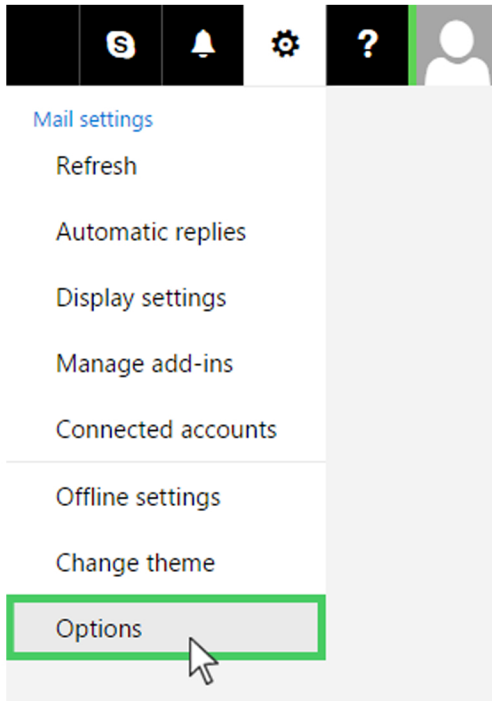 ?
Mail settings
Refresh
Automatic replies
Display settings
Manage add-ins
Connected accounts
Offline settings
Change theme
Options